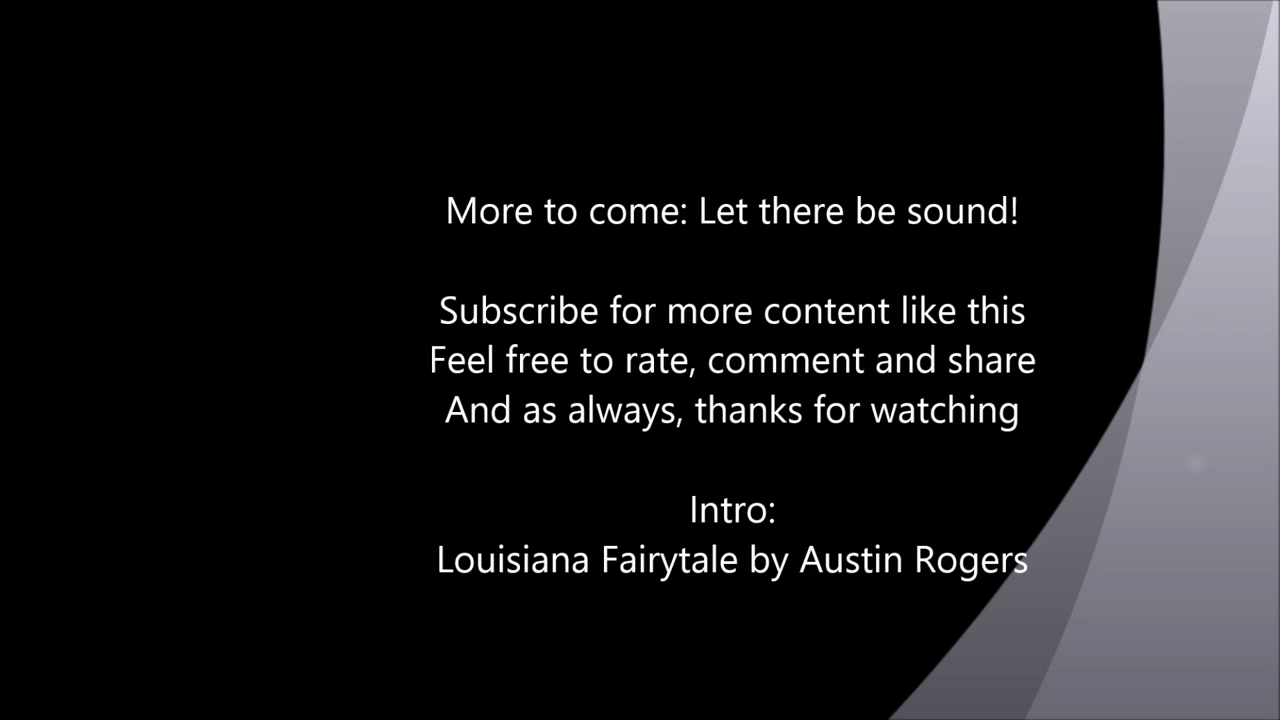 More to come: Let there be sound!
Subscribe for more content like this
Feel free to rate, comment and share
And as always, thanks for watching
Intro:
Louisiana Fairytale by Austin Rogers